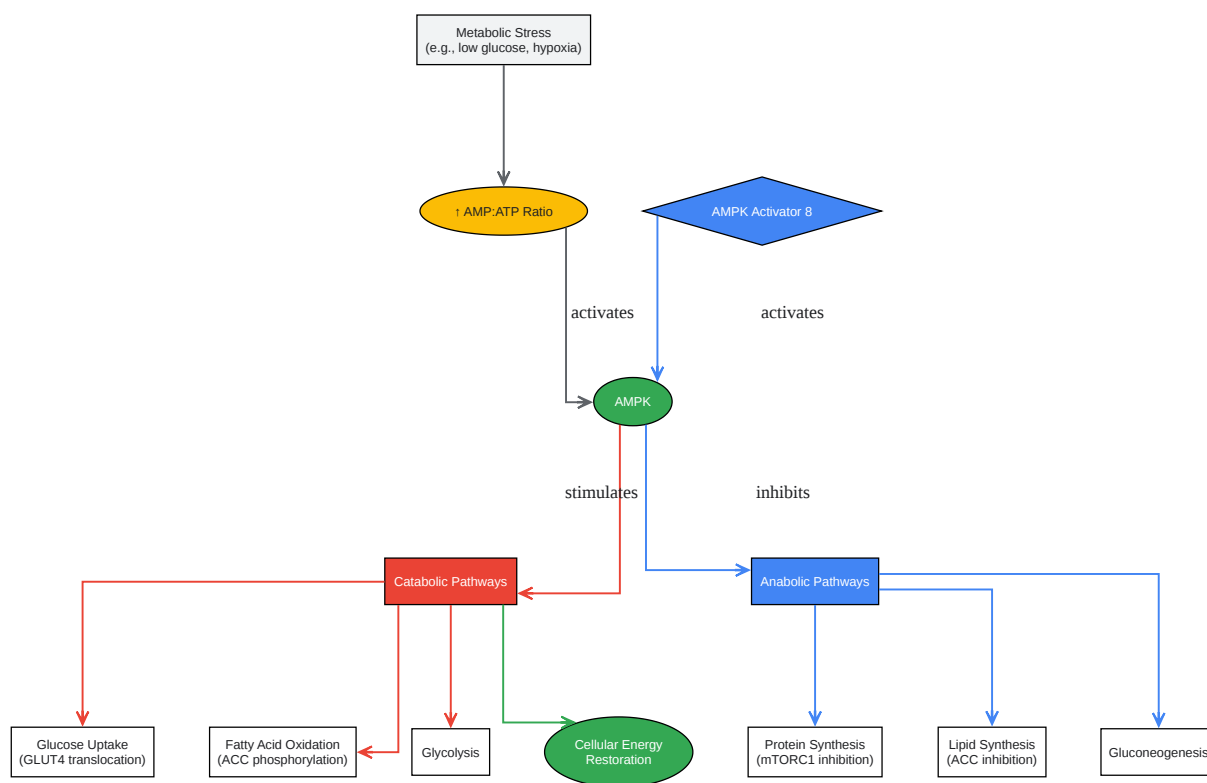 Metabolic Stress
(e.g., low glucose, hypoxia)
↑ AMP:ATP Ratio
AMPK Activator 8
activates
activates
AMPK
stimulates
inhibits
Catabolic Pathways
Anabolic Pathways
Glucose Uptake
(GLUT4 translocation)
Fatty Acid Oxidation
(ACC phosphorylation)
Glycolysis
Cellular Energy
Restoration
Protein Synthesis
(mTORC1 inhibition)
Lipid Synthesis
(ACC inhibition)
Gluconeogenesis